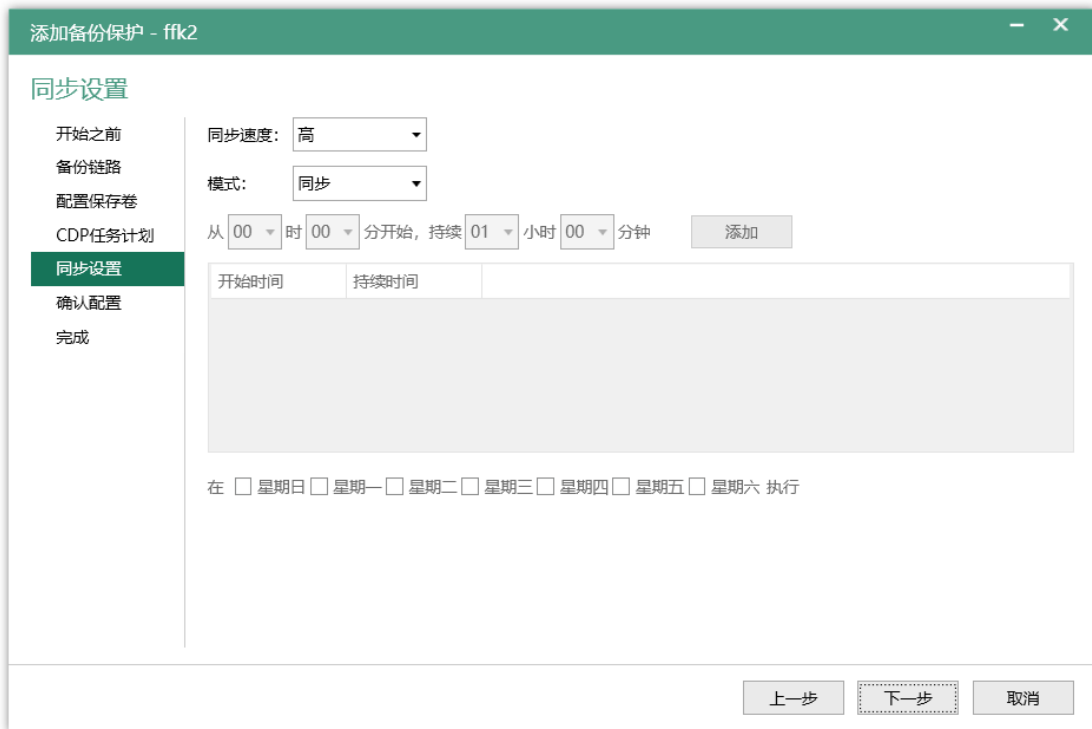 添加备份保护 - ffk2
同步设置
开始之前
备份链路
配置保存卷
CDP任务计划
同步设置
确认配置
完成
同步速度： 高
模式： 同步
从 00 时 00 分开始，持续 01 小时 00 分钟 添加
开始时间 持续时间
在 星期日 星期一 星期二 星期三 星期四 星期五 星期六 执行
上一步 下一步 取消